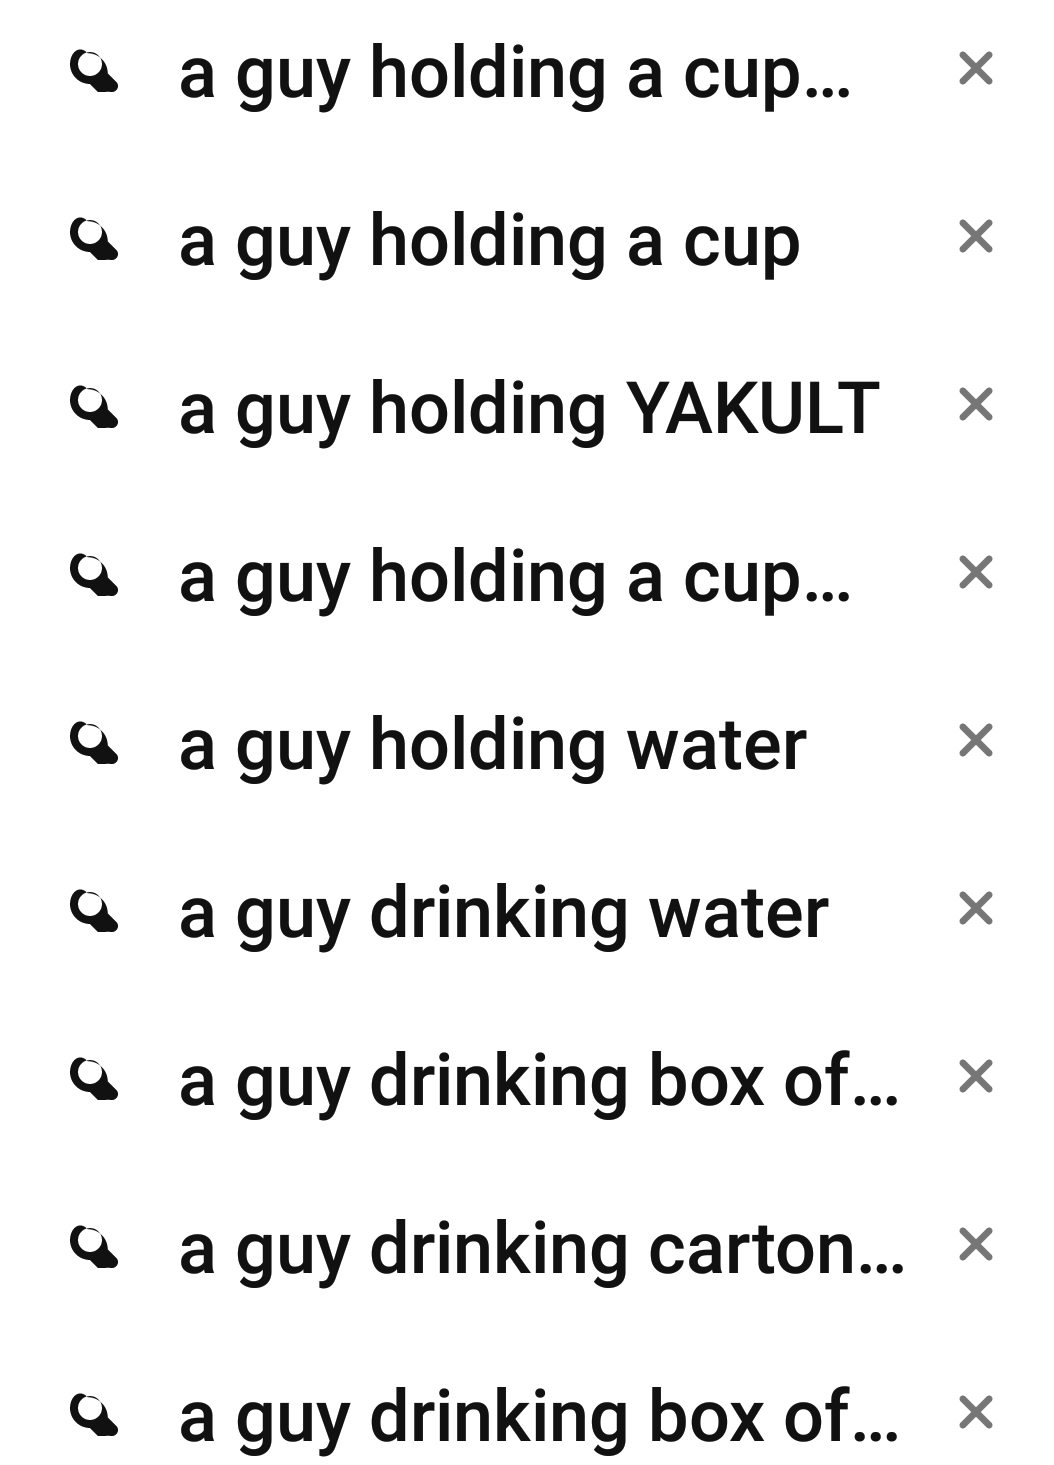 a guy holding a cup...
a guy holding a cup
a guy holding YAKULT
a guy holding a cup...
a guy holding water
a guy drinking water
a guy drinking box of...
a guy drinking carton...
a guy drinking box of...